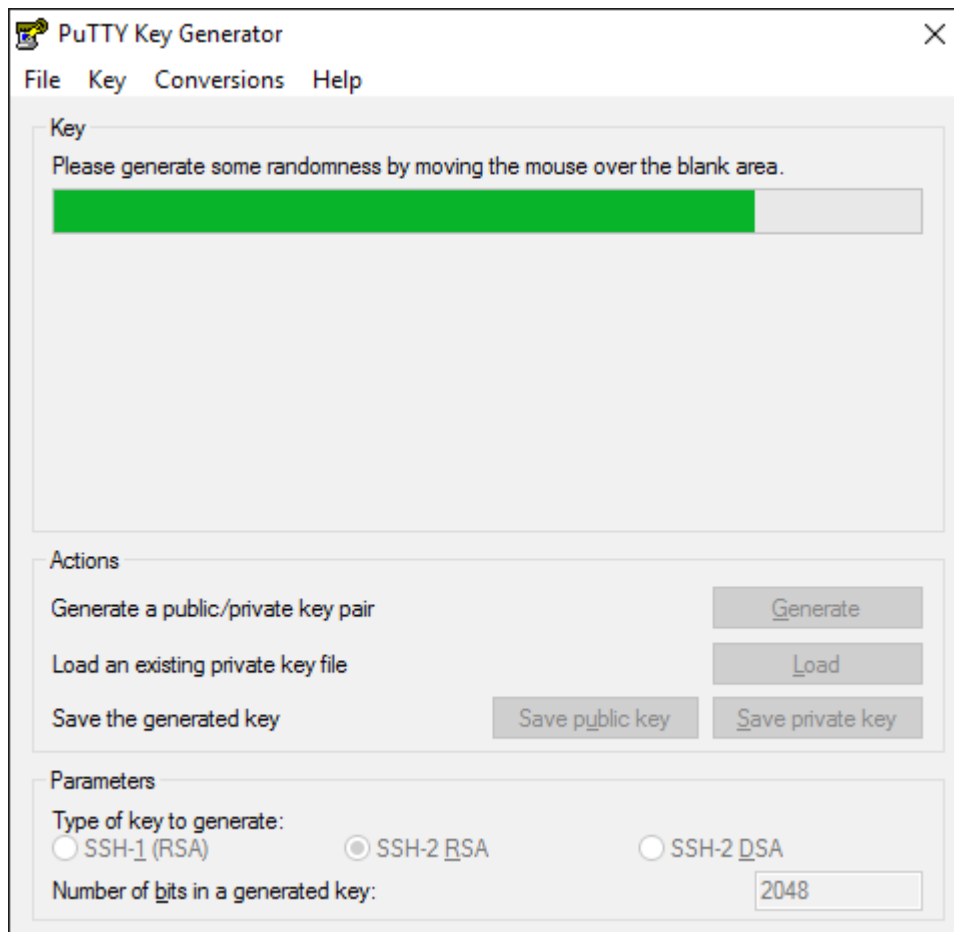 PuTTY Key Generator
File Key Conversions Help
Key
Please generate some randomness by moving the mouse over the blank area.
Actions
Generate a public/private key pair Generate
Load an existing private key file Load
Save the generated key Save public key Save private key
Parameters
Type of key to generate:
SSH-1 (RSA) SSH-2 RSA SSH-2 DSA
Number of bits in a generated key: 2048